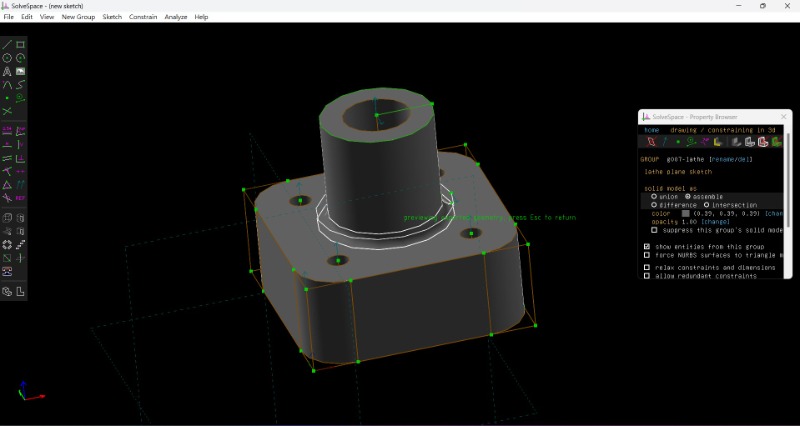 SolveSpace - (new sketch)
File Edit View New Group Sketch Constrain Analyze Help
SolveSpace - Property Browser
home drawing / constraining in 3d
GROUP g007-lathe [rename/del]
lathe plane sketch
solid model as
union assemble
difference intersection
color (0.39, 0.39, 0.39) [chan
opacity 1.00 [change]
suppress this group's solid mode
show entities from this group
force NURBS surfaces to triangle m
relax constraints and dimensions
allow redundant constraints
geometry, press Esc to return
REF